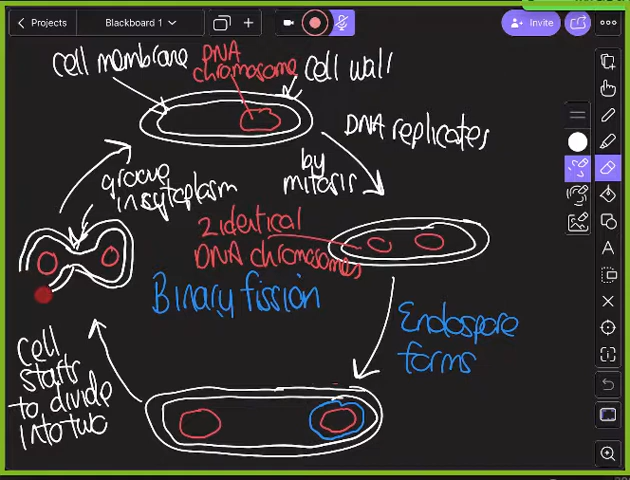 Projects
Blackboard 1
Invite
cell membrane
DNA
chromosome
cell wall
DNA replicates
by
mitosis
groove
in cytoplasm
2 identical
DNA chromosomes
Binary fission
Endospore
forms
cell
starts
to divide
into two